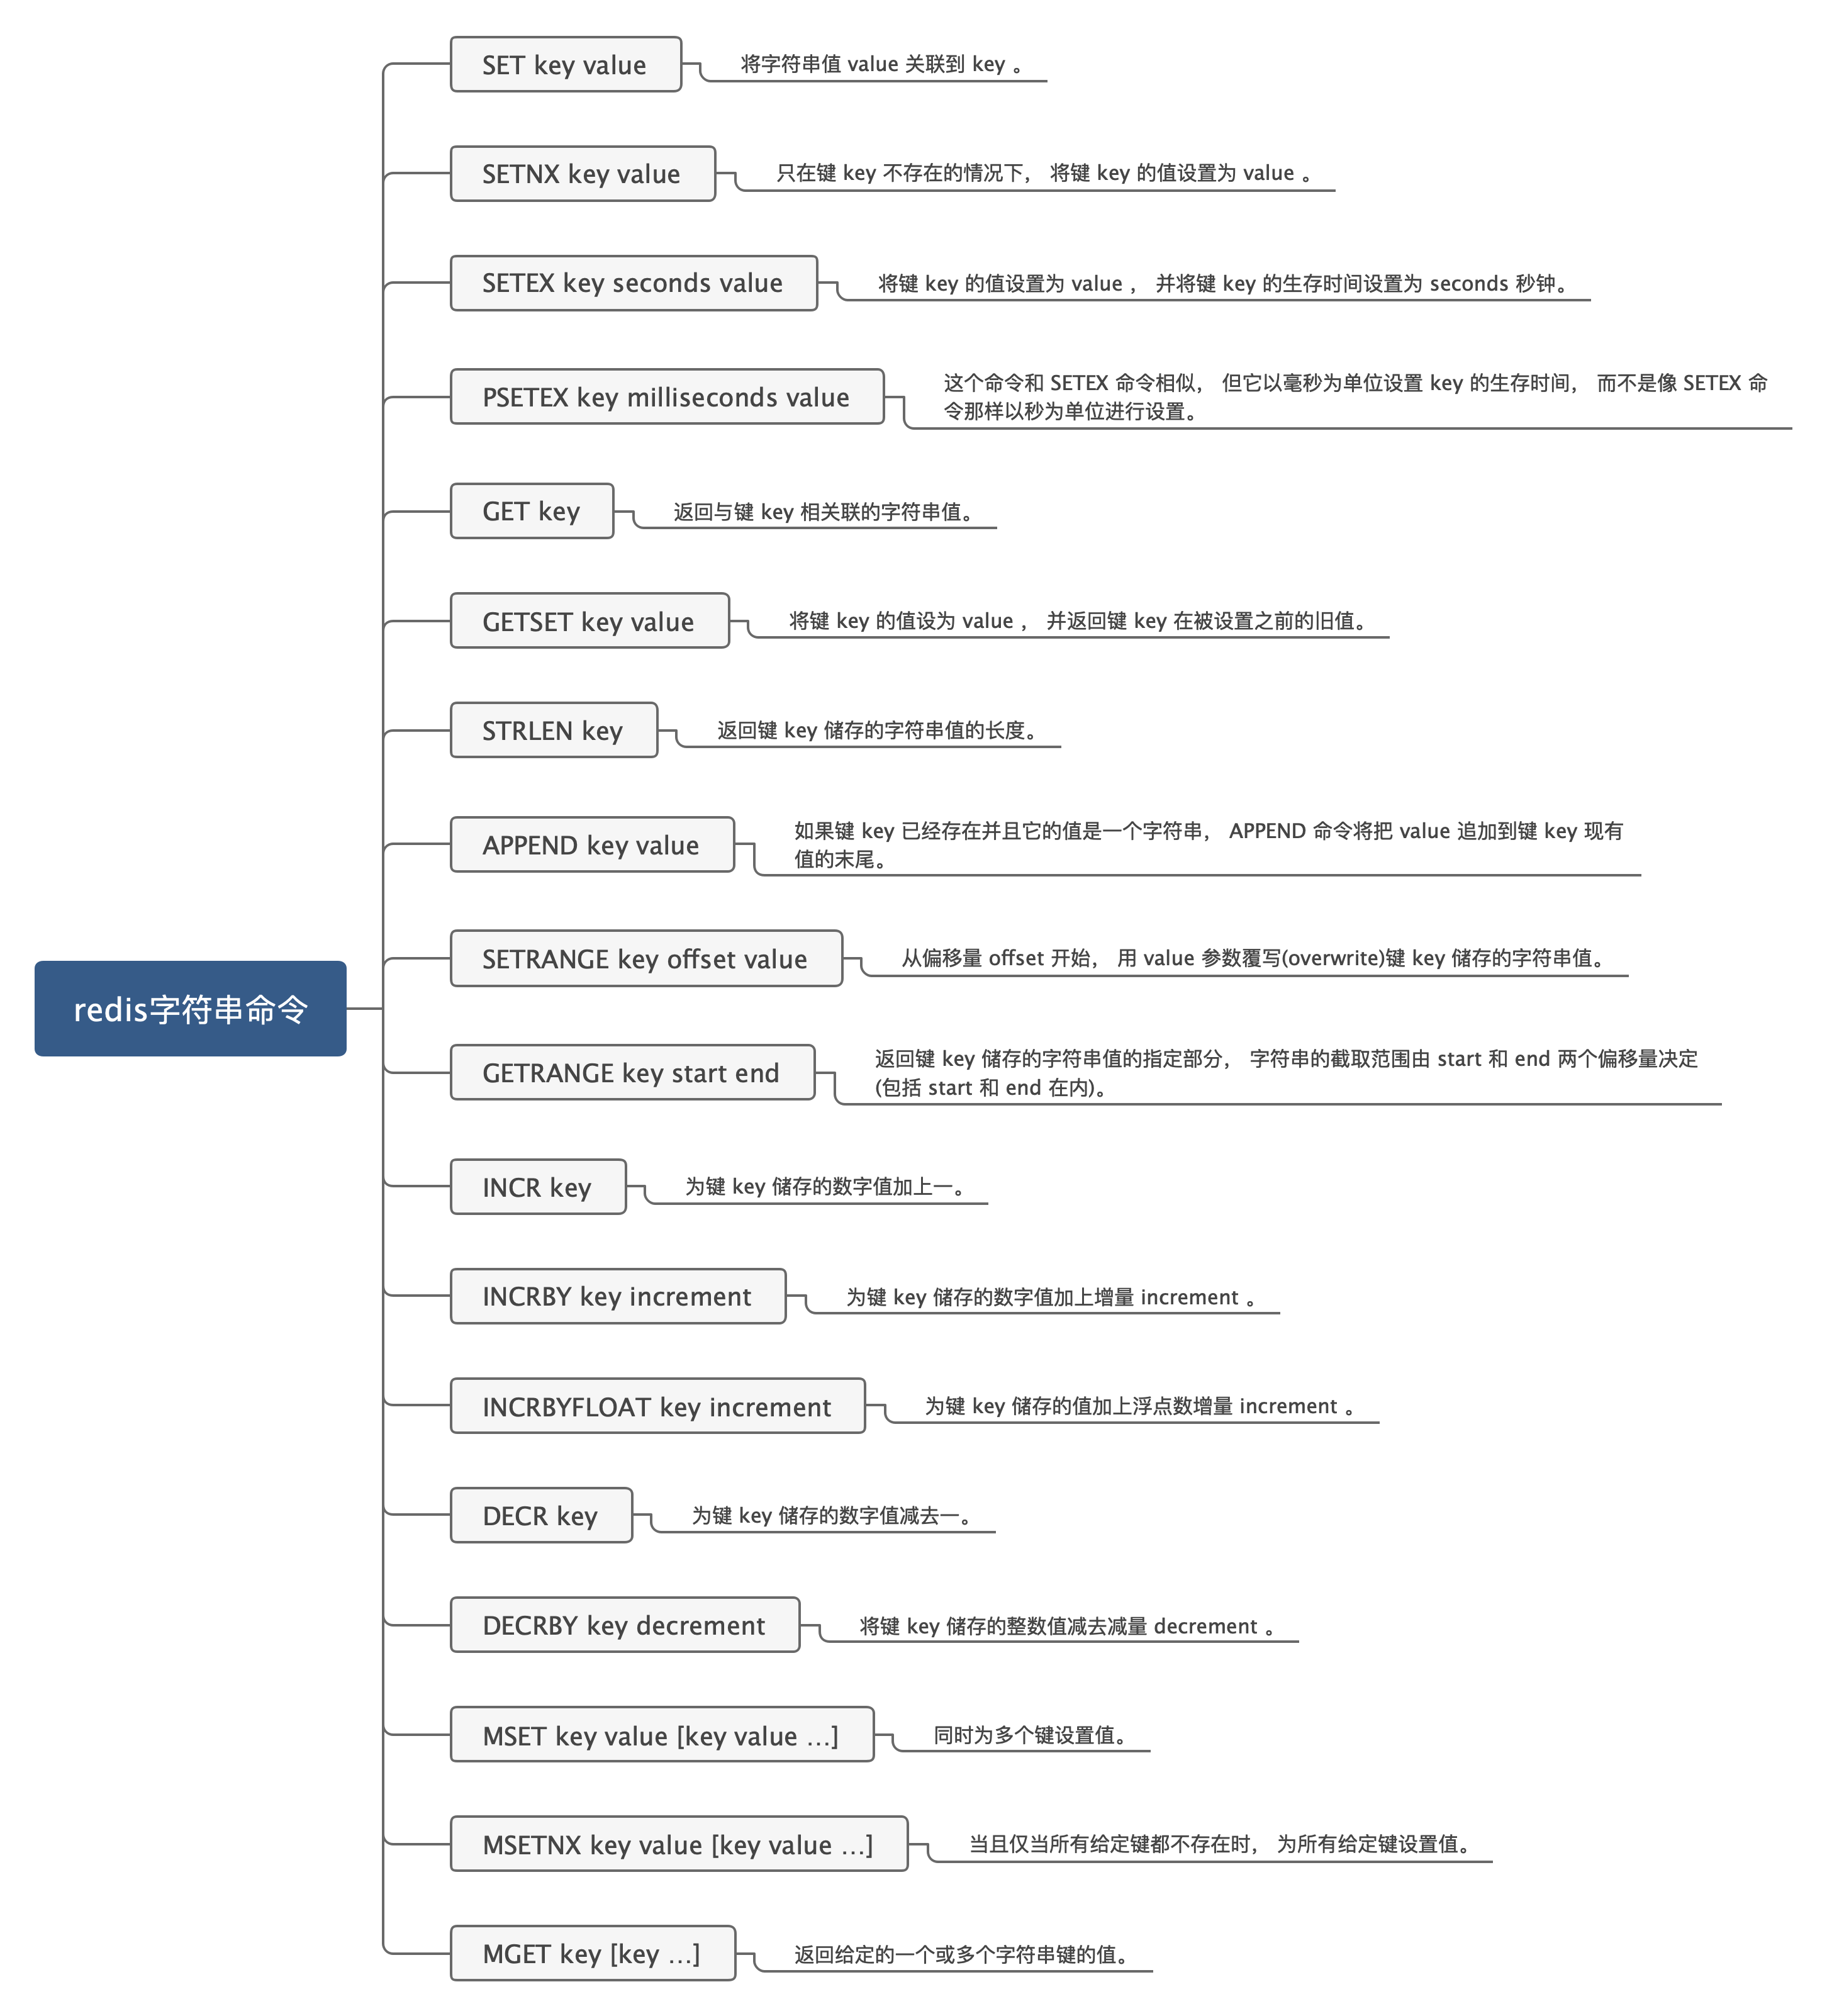 SET key value
将字符串值 value 关联到 key 。
SETNX key value
只在键 key 不存在的情况下， 将键 key 的值设置为 value 。
SETEX key seconds value
将键 key 的值设置为 value ， 并将键 key 的生存时间设置为 seconds 秒钟。
PSETEX key milliseconds value
这个命令和 SETEX 命令相似， 但它以毫秒为单位设置 key 的生存时间， 而不是像 SETEX 命
令那样以秒为单位进行设置。
GET key
返回与键 key 相关联的字符串值。
GETSET key value
将键 key 的值设为 value ， 并返回键 key 在被设置之前的旧值。
STRLEN key
返回键 key 储存的字符串值的长度。
APPEND key value
如果键 key 已经存在并且它的值是一个字符串， APPEND 命令将把 value 追加到键 key 现有
值的末尾。
SETRANGE key offset value
从偏移量 offset 开始， 用 value 参数覆写(overwrite)键 key 储存的字符串值。
redis字符串命令
GETRANGE key start end
返回键 key 储存的字符串值的指定部分， 字符串的截取范围由 start 和 end 两个偏移量决定
(包括 start 和 end 在内)。
INCR key
为键 key 储存的数字值加上一。
INCRBY key increment
为键 key 储存的数字值加上增量 increment 。
INCRBYFLOAT key increment
为键 key 储存的值加上浮点数增量 increment 。
DECR key
为键 key 储存的数字值减去一。
DECRBY key decrement
将键 key 储存的整数值减去减量 decrement 。
MSET key value [key value …]
同时为多个键设置值。
MSETNX key value [key value …]
当且仅当所有给定键都不存在时， 为所有给定键设置值。
MGET key [key …]
返回给定的一个或多个字符串键的值。